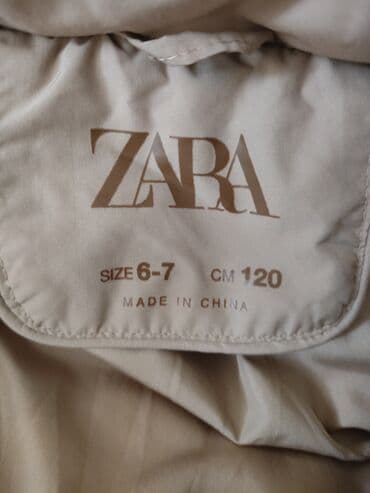 ZARA
SIZE 6-7 CM 120
MADE IN CHINA